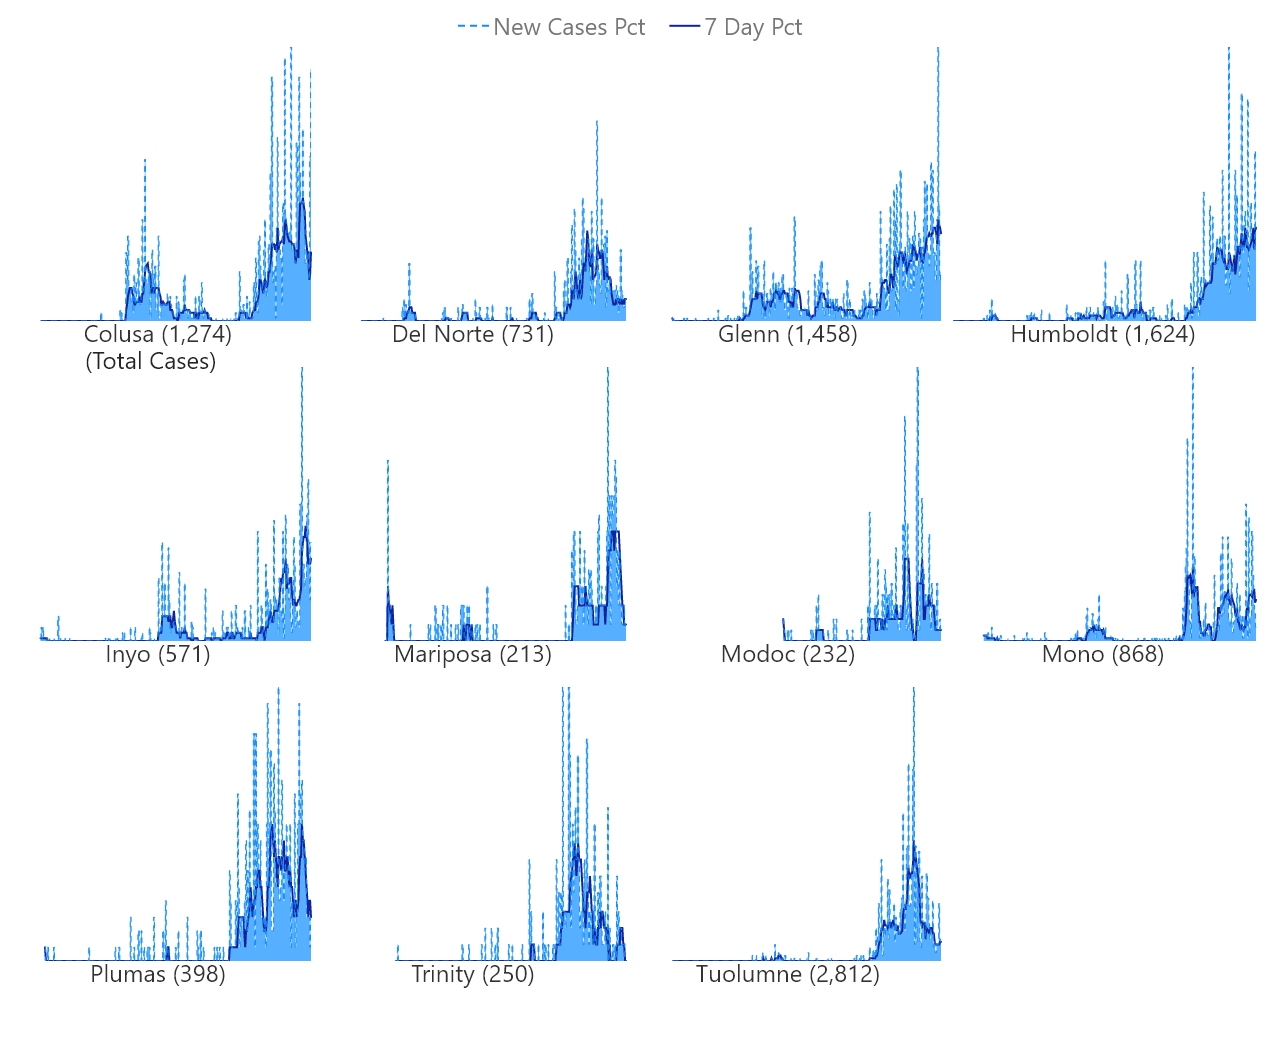 New Cases Pct 7 Day Pct
Colusa (1,274) Del Norte (731) Glenn (1,458) Humboldt (1,624)
(Total Cases)
Inyo (571) Mariposa (213) Modoc (232) Mono (868)
Plumas (398) Trinity (250) Tuolumne (2,812)